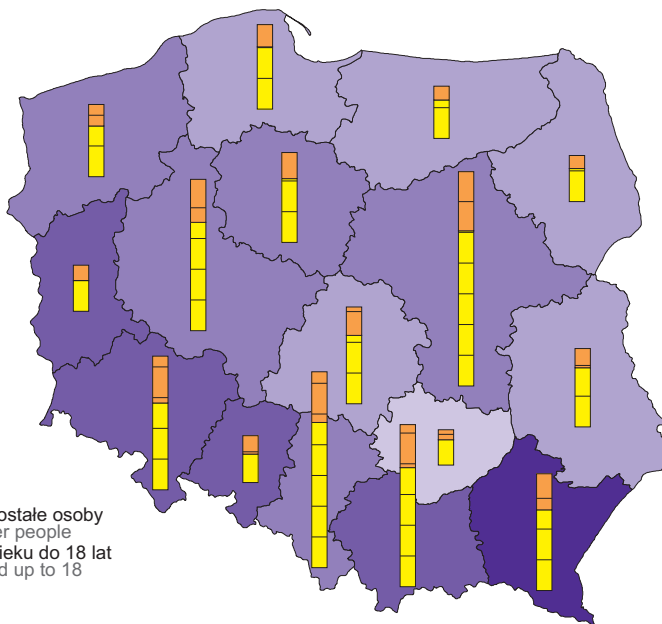 ostałe osoby
er people
ieku do 18 lat
d up to 18